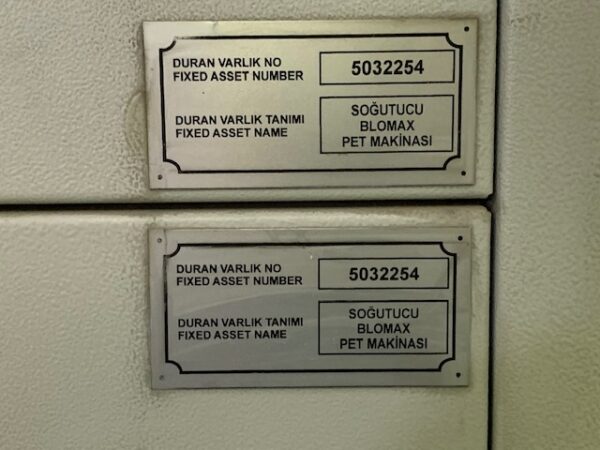 DURAN VARLIK NO
FIXED ASSET NUMBER
5032254
DURAN VARLIK TANIMI
FIXED ASSET NAME
SOĞUTUCU
BLOMAX
PET MAKİNASI
DURAN VARLIK NO
FIXED ASSET NUMBER
5032254
DURAN VARLIK TANIMI
FIXED ASSET NAME
SOĞUTUCU
BLOMAX
PET MAKİNASI